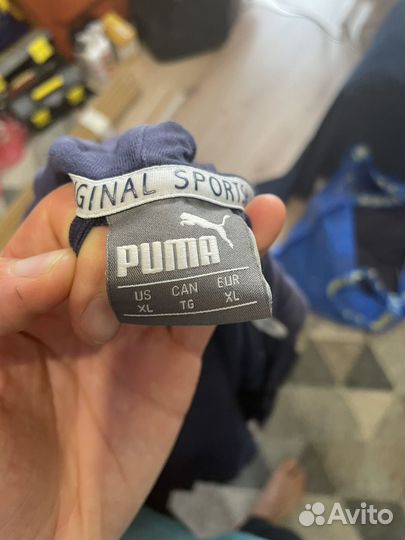 GINAL SPORTS
PUMA
US CAN EUR
XL TG XL
Avito